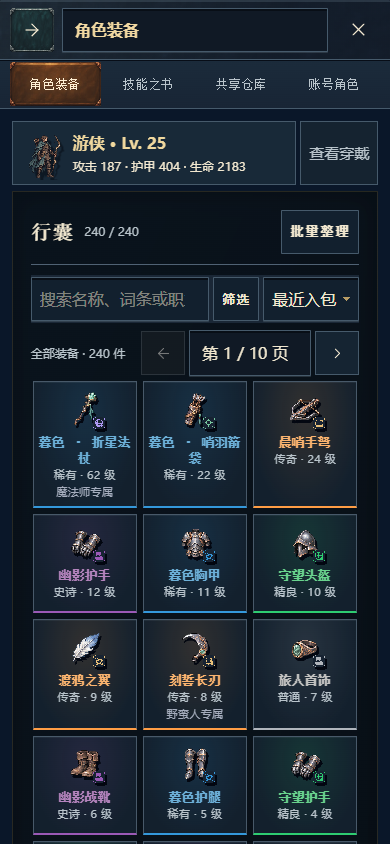 角色装备
角色装备
技能之书
共享仓库
账号角色
游侠 • Lv. 25
攻击 187 · 护甲 404 · 生命 2183
查看穿戴
行囊 240 / 240
批量整理
搜索名称、词条或职
筛选
最近入包
全部装备 · 240 件
第 1 / 10 页
暮色 · 折星法
杖
稀有 · 62 级
魔法师专属
暮色 · 哨羽箭
袋
稀有 · 22 级
晨哨手弩
传奇 · 24 级
幽影护手
史诗 · 12 级
暮色胸甲
稀有 · 11 级
守望头盔
精良 · 10 级
渡鸦之翼
传奇 · 9 级
刻誓长刃
传奇 · 8 级
野蛮人专属
旅人首饰
普通 · 7 级
幽影战靴
史诗 · 6 级
暮色护腿
稀有 · 5 级
守望护手
精良 · 4 级